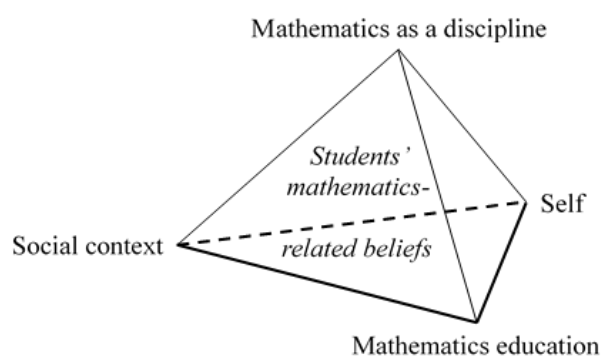 Mathematics as a discipline
Students’
mathematics-
Self
Social context
related beliefs
Mathematics education